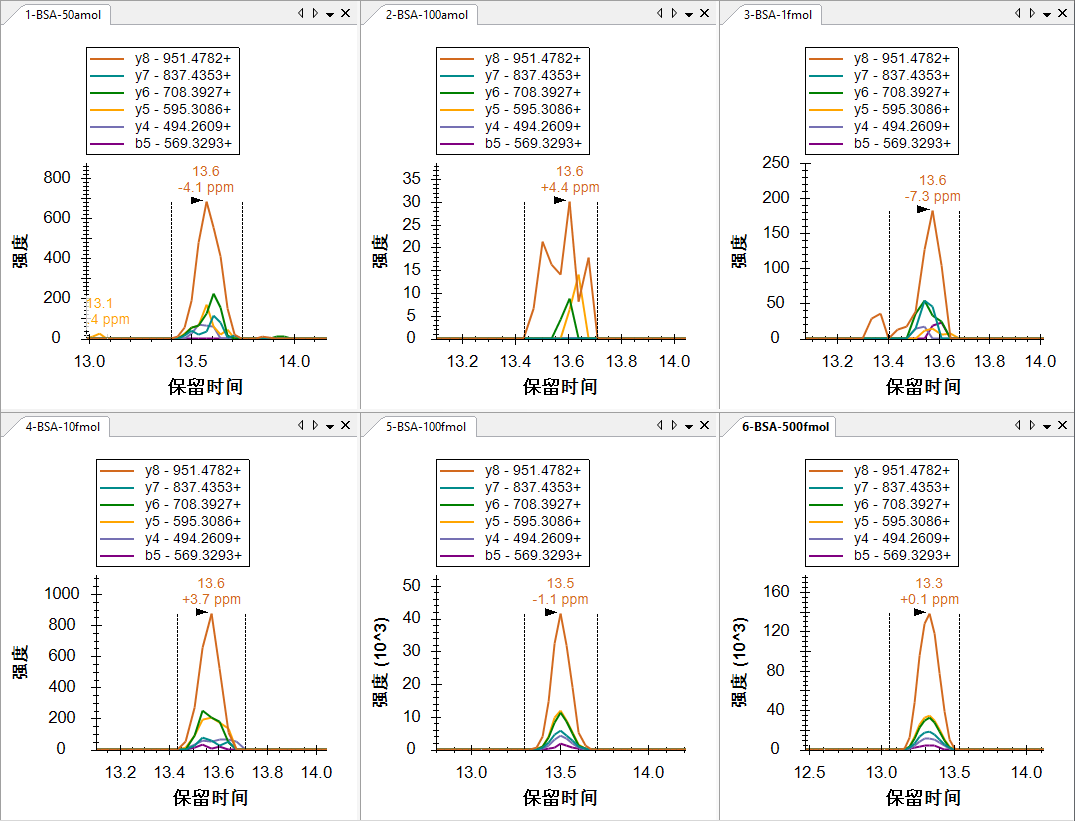 1-BSA-50amol
y8 - 951.4782+
y7 - 837.4353+
y6 - 708.3927+
y5 - 595.3086+
y4 - 494.2609+
b5 - 569.3293+
13.6
-4.1 ppm
13.1
-4 ppm
800
600
400
200
0
强度
13.0
13.5
14.0
保留时间
2-BSA-100amol
y8 - 951.4782+
y7 - 837.4353+
y6 - 708.3927+
y5 - 595.3086+
y4 - 494.2609+
b5 - 569.3293+
13.6
+4.4 ppm
35
30
25
20
15
10
5
0
强度
13.2
13.4
13.6
13.8
14.0
保留时间
3-BSA-1fmol
y8 - 951.4782+
y7 - 837.4353+
y6 - 708.3927+
y5 - 595.3086+
y4 - 494.2609+
b5 - 569.3293+
13.6
-7.3 ppm
250
200
150
100
50
0
强度
13.2
13.4
13.6
13.8
14.0
保留时间
4-BSA-10fmol
y8 - 951.4782+
y7 - 837.4353+
y6 - 708.3927+
y5 - 595.3086+
y4 - 494.2609+
b5 - 569.3293+
13.6
+3.7 ppm
1000
800
600
400
200
0
强度
13.2
13.4
13.6
13.8
14.0
保留时间
5-BSA-100fmol
y8 - 951.4782+
y7 - 837.4353+
y6 - 708.3927+
y5 - 595.3086+
y4 - 494.2609+
b5 - 569.3293+
13.5
-1.1 ppm
50
40
30
20
10
0
强度 (10^3)
13.0
13.5
14.0
保留时间
6-BSA-500fmol
y8 - 951.4782+
y7 - 837.4353+
y6 - 708.3927+
y5 - 595.3086+
y4 - 494.2609+
b5 - 569.3293+
13.3
+0.1 ppm
160
120
80
40
0
强度 (10^3)
12.5
13.0
13.5
14.0
保留时间